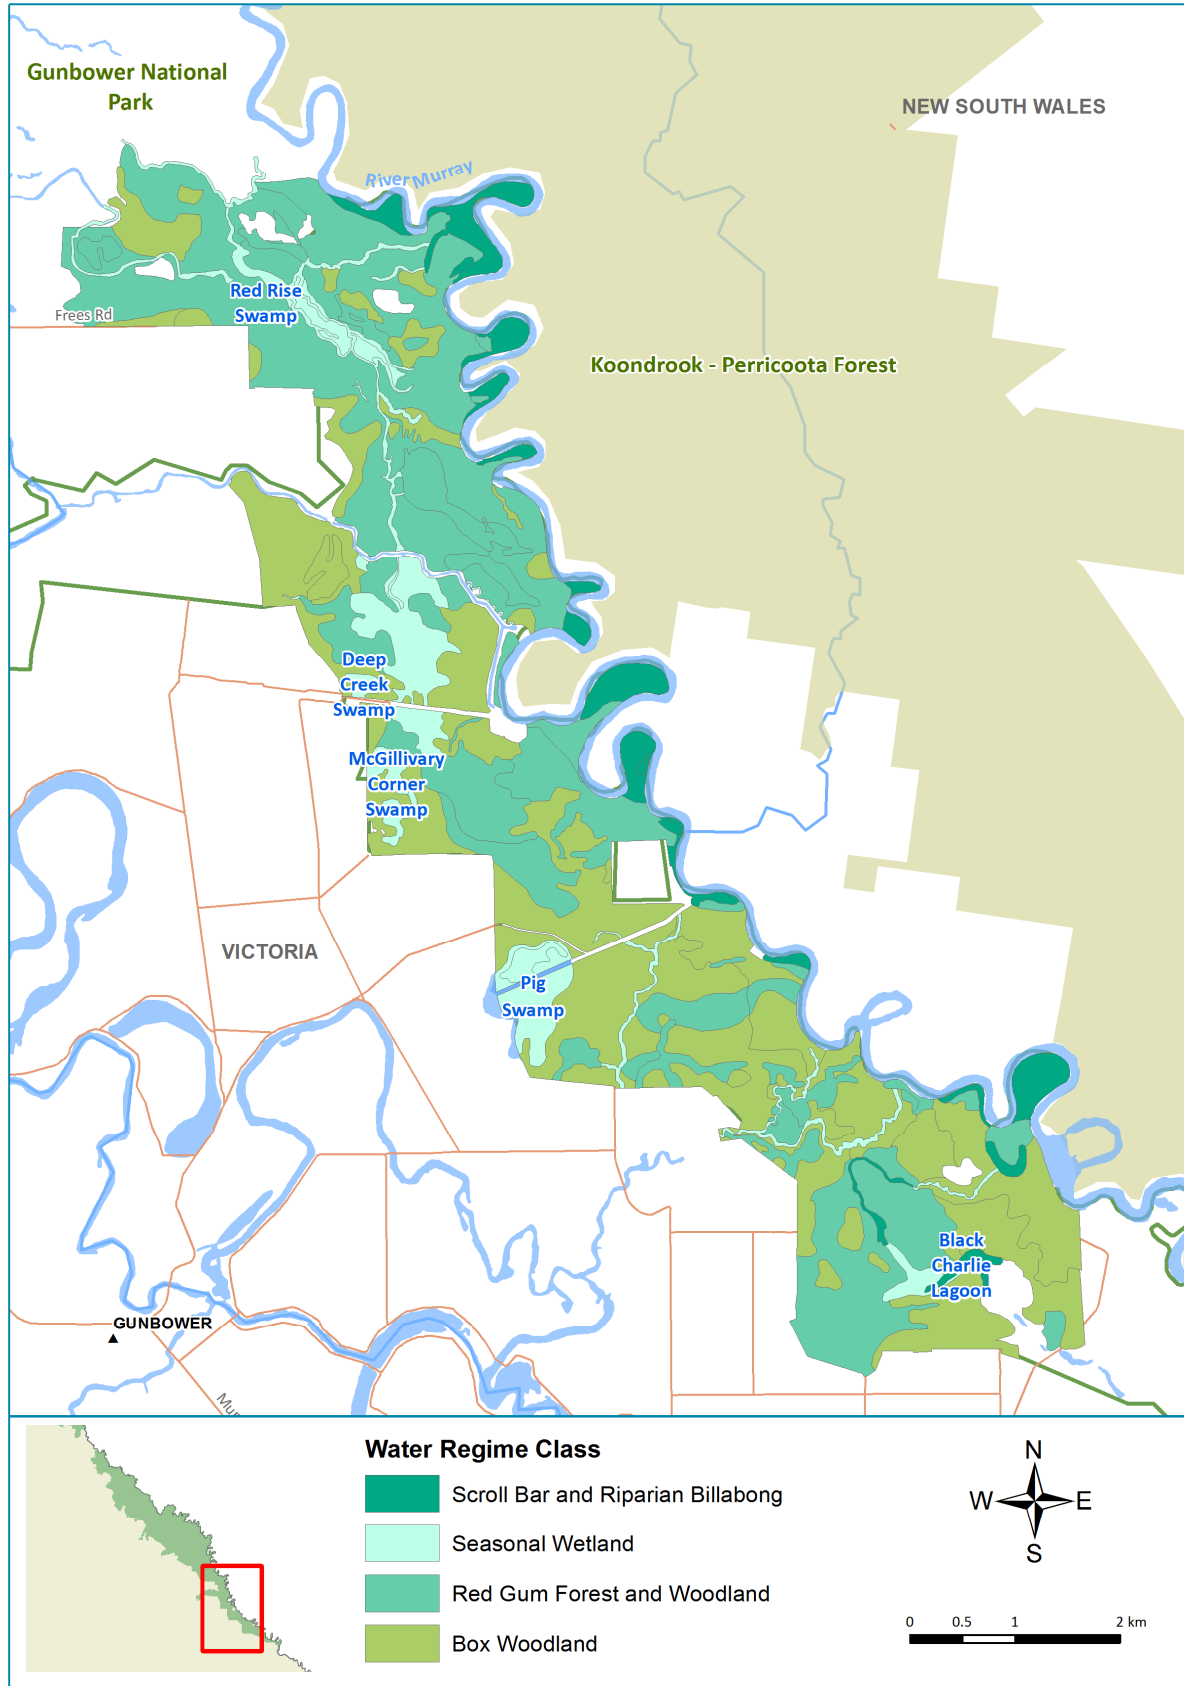 Gunbower National
Park
NEW SOUTH WALES
River Murray
Red Rise
Swamp
Frees Rd
Koondrook - Perricoota Forest
Deep
Creek
Swamp
McGillivary
Corner
Swamp
VICTORIA
Pig
Swamp
Black
Charlie
Lagoon
GUNBOWER
Water Regime Class
Scroll Bar and Riparian Billabong
Seasonal Wetland
Red Gum Forest and Woodland
Box Woodland
N
W
E
S
0 0.5 1 2 km